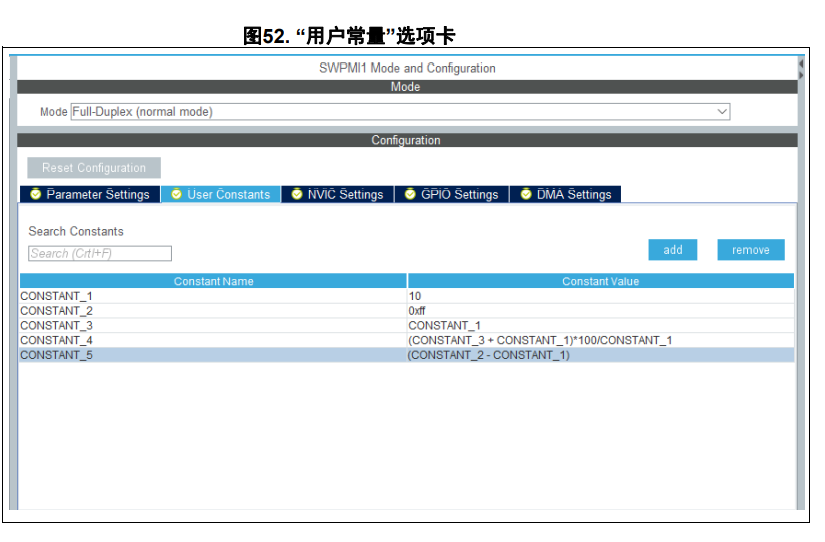 图52. “用户常量”选项卡
SWPMI1 Mode and Configuration
Mode
Mode Full-Duplex (normal mode)
Configuration
Reset Configuration
Parameter Settings User Constants NVIC Settings GPIO Settings DMA Settings
Search Constants
Search (Crtl+F) add remove
Constant Name Constant Value
CONSTANT_1 10
CONSTANT_2 0xff
CONSTANT_3 CONSTANT_1
CONSTANT_4 (CONSTANT_3 + CONSTANT_1)*100/CONSTANT_1
CONSTANT_5 (CONSTANT_2 - CONSTANT_1)